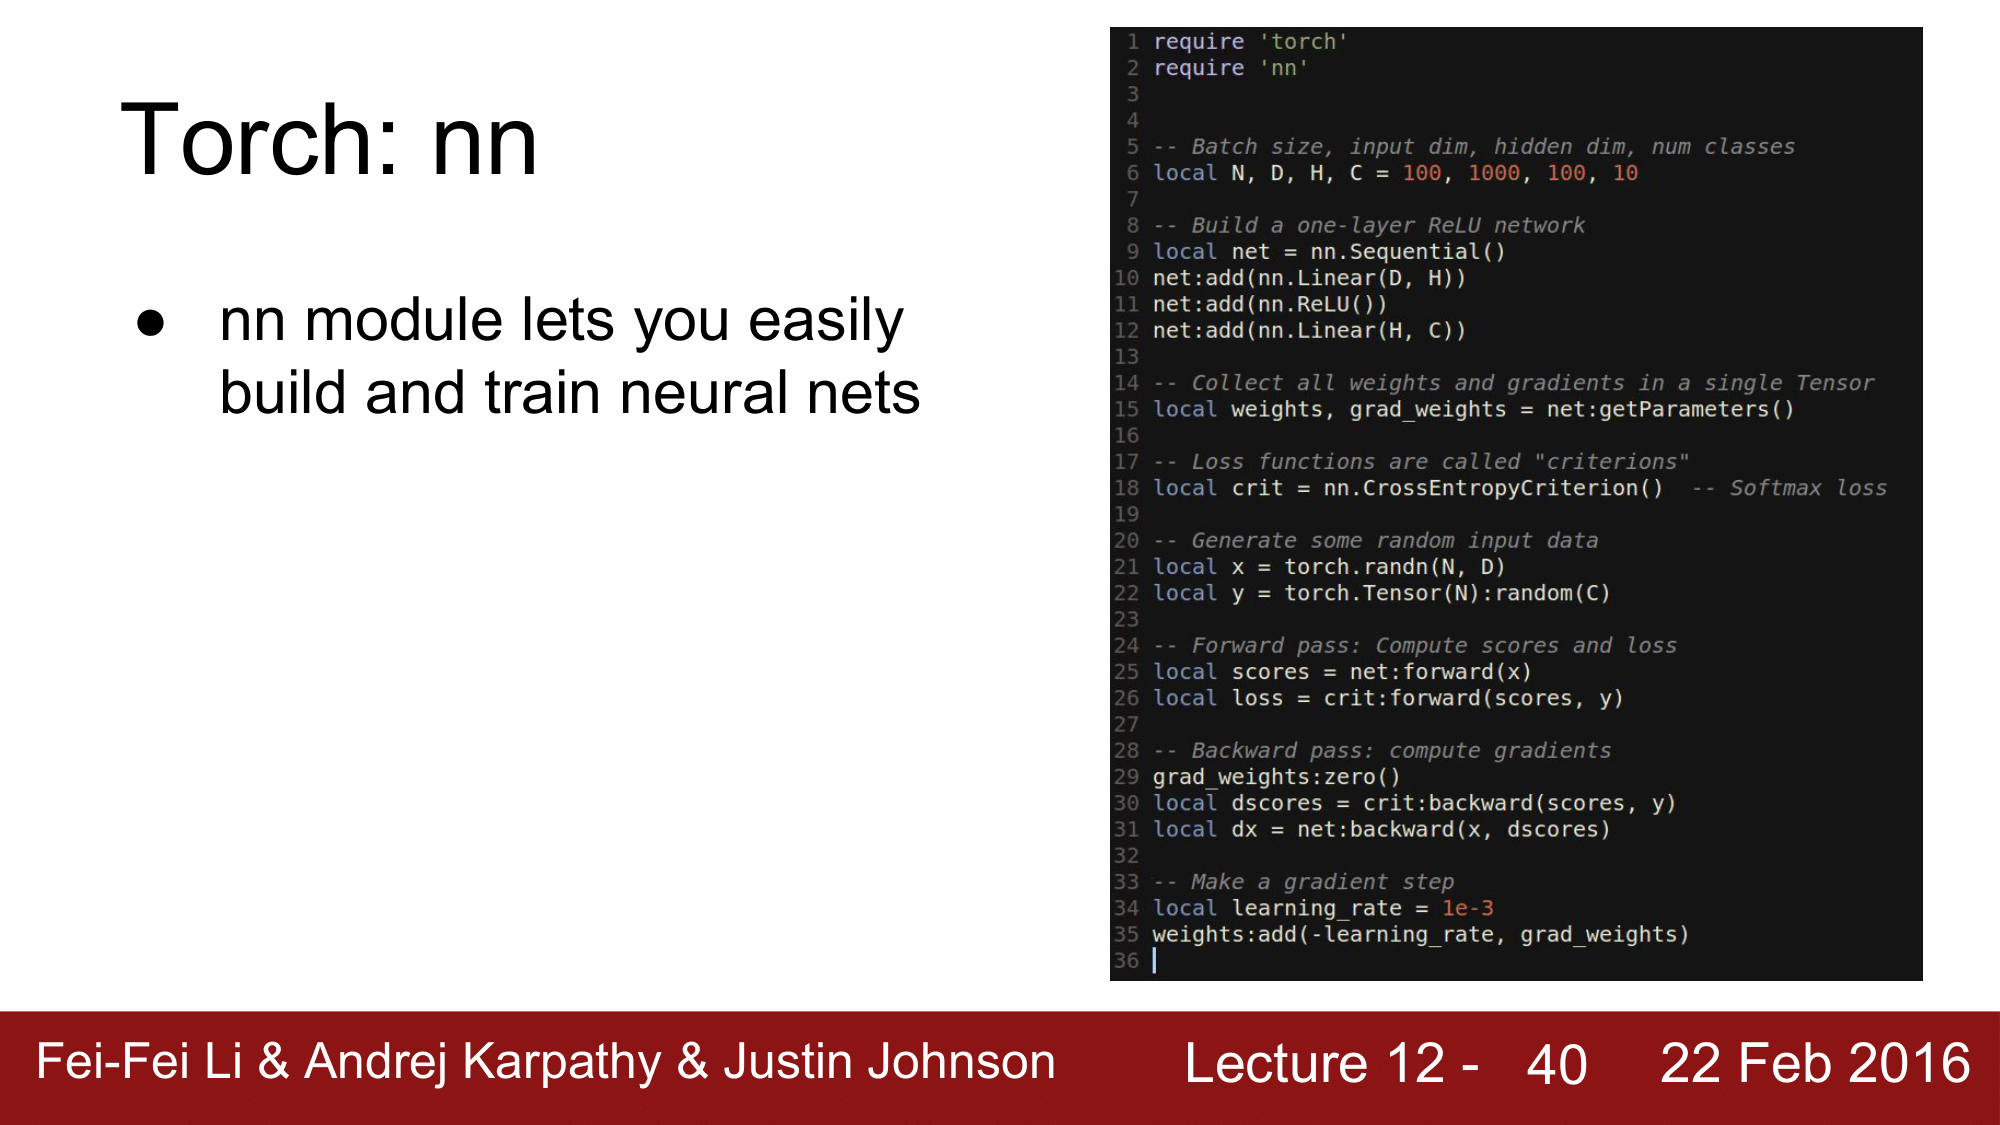 Torch: nn
● nn module lets you easily
build and train neural nets
1 require 'torch'
2 require 'nn'
3
4
5 -- Batch size, input dim, hidden dim, num classes
6 local N, D, H, C = 100, 1000, 100, 10
7
8 -- Build a one-layer ReLU network
9 local net = nn.Sequential()
10 net:add(nn.Linear(D, H))
11 net:add(nn.ReLU())
12 net:add(nn.Linear(H, C))
13
14 -- Collect all weights and gradients in a single Tensor
15 local weights, grad_weights = net:getParameters()
16
17 -- Loss functions are called "criterions"
18 local crit = nn.CrossEntropyCriterion()  -- Softmax loss
19
20 -- Generate some random input data
21 local x = torch.randn(N, D)
22 local y = torch.Tensor(N):random(C)
23
24 -- Forward pass: Compute scores and loss
25 local scores = net:forward(x)
26 local loss = crit:forward(scores, y)
27
28 -- Backward pass: compute gradients
29 grad_weights:zero()
30 local dscores = crit:backward(scores, y)
31 local dx = net:backward(x, dscores)
32
33 -- Make a gradient step
34 local learning_rate = 1e-3
35 weights:add(-learning_rate, grad_weights)
36
Fei-Fei Li & Andrej Karpathy & Justin Johnson Lecture 12 - 40 22 Feb 2016